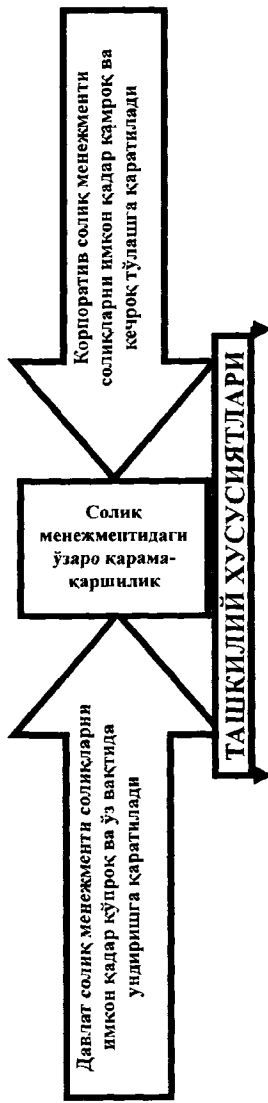 Корпоратив солиқ менежменти
солиқларни имкон қадар камроқ ва
кечроқ тўлашга қаратилади
Солиқ
менежментидаги
ўзаро қарама-
қаршилик
Давлат солиқ менежменти солиқларни
имкон қадар кўпроқ ва ўз вақтида
ундиришга қаратилади
ТАШКИЛИЙ ХУСУСИЯТЛАРИ